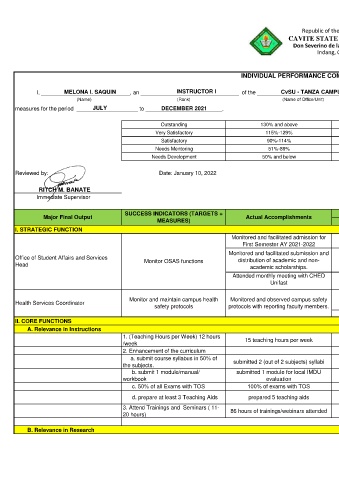 Republic of the
CAVITE STATE
Don Severino de l
Indang, C
INDIVIDUAL PERFORMANCE COM
I, MELONA I. SAQUIN, an INSTRUCTOR I of the CvSU - TANZA CAMP
(Name) (Rank) (Name of Office/Unit)
measures for the period JULY to DECEMBER 2021.
Outstanding 130% and above
Very Satisfactory 115%-129%
Satisfactory 90%-114%
Needs Mentoring 51%-89%
Needs Development 50% and below
Reviewed by: Date: January 10, 2022
RITCH M. BANATE
Immediate Supervisor
Major Final Output
SUCCESS INDICATORS (TARGETS +
MEASURES)
Actual Accomplishments
I. STRATEGIC FUNCTION
Office of Student Affairs and Services
Head
Monitor OSAS functions
Monitored and facilitated admission for
First Semester AY 2021-2022
Monitored and facilitated submission and
distribution of academic and non-
academic scholarships.
Attended monthly meeting with CHED
Unifast
Health Services Coordinator
Monitor and maintain campus health
safety protocols
Monitored and observed campus safety
protocols with reporting faculty members.
II. CORE FUNCTIONS
A. Relevance in Instructions
1. (Teaching Hours per Week) 12 hours
/week
15 teaching hours per week
2. Enhancement of the curriculum
a. submit course syllabus in 50% of
the subjects.
submitted 2 (out of 2 subjects) syllabi
b. submit 1 module/manual/
workbook
submitted 1 module for local IMDU
evaluation
c. 50% of all Exams with TOS
100% of exams with TOS
d. prepare at least 3 Teaching Aids
prepared 5 teaching aids
3. Attend Trainings and Seminars ( 11-
20 hours)
86 hours of trainings/webinars attended
B. Relevance in Research